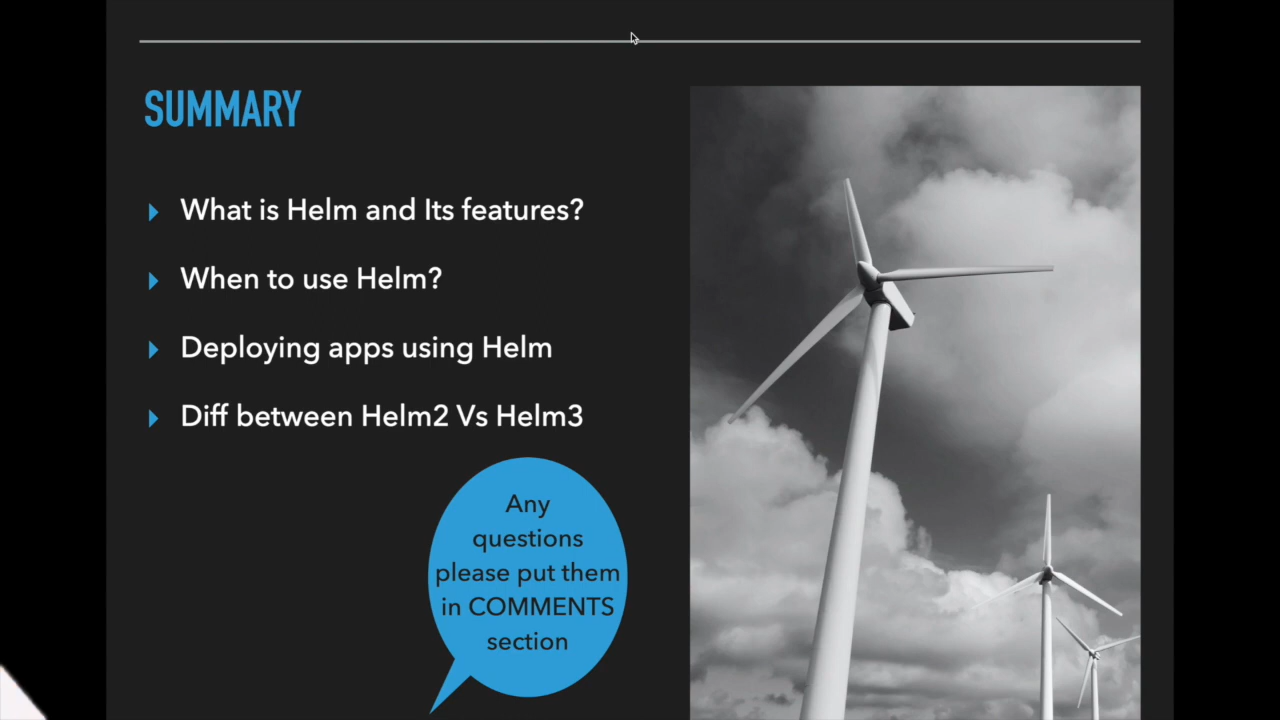 SUMMARY
What is Helm and Its features?
When to use Helm?
Deploying apps using Helm
Diff between Helm2 Vs Helm3
Any
questions
please put them
in COMMENTS
section